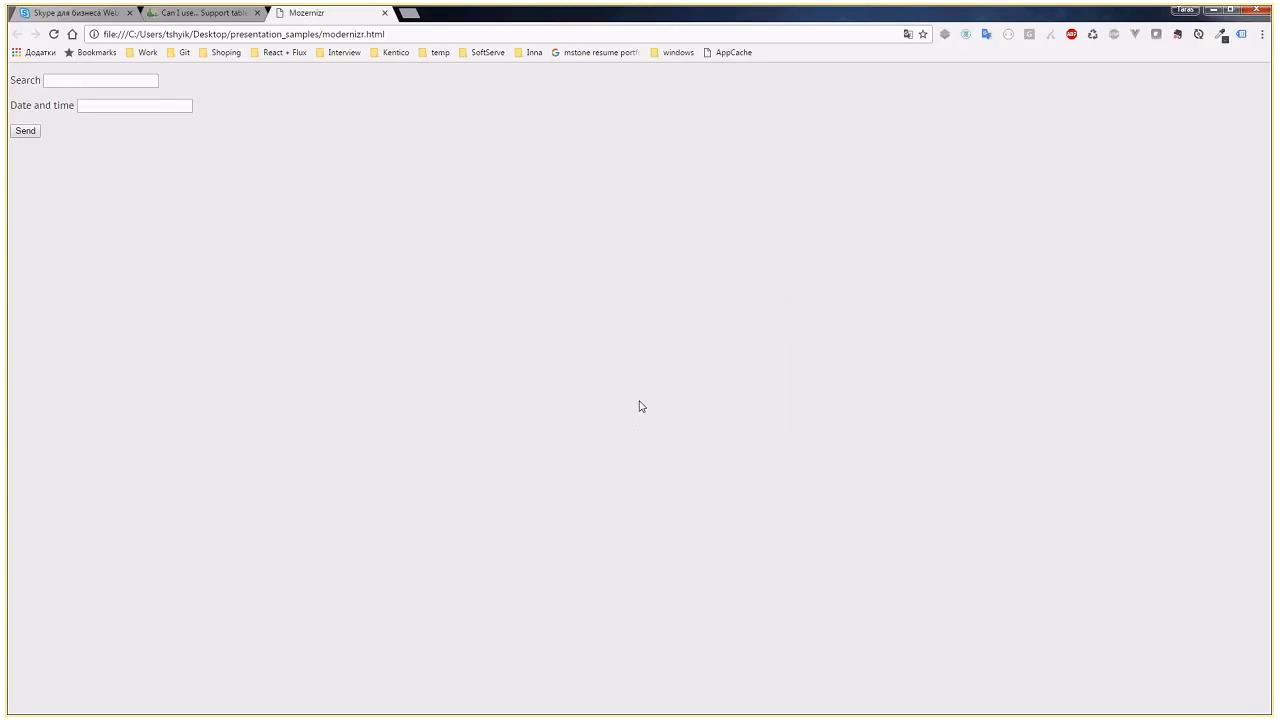 Skype для бизнеса Web
Can I use... Support table
Mozernizr
Taras
file:///C:/Users/tshyik/Desktop/presentation_samples/modernizr.html
Додатки Bookmarks Work Git Shoping React + Flux Interview Kentico temp SoftServe Inna mstone resume portf windows AppCache
Search
Date and time
Send